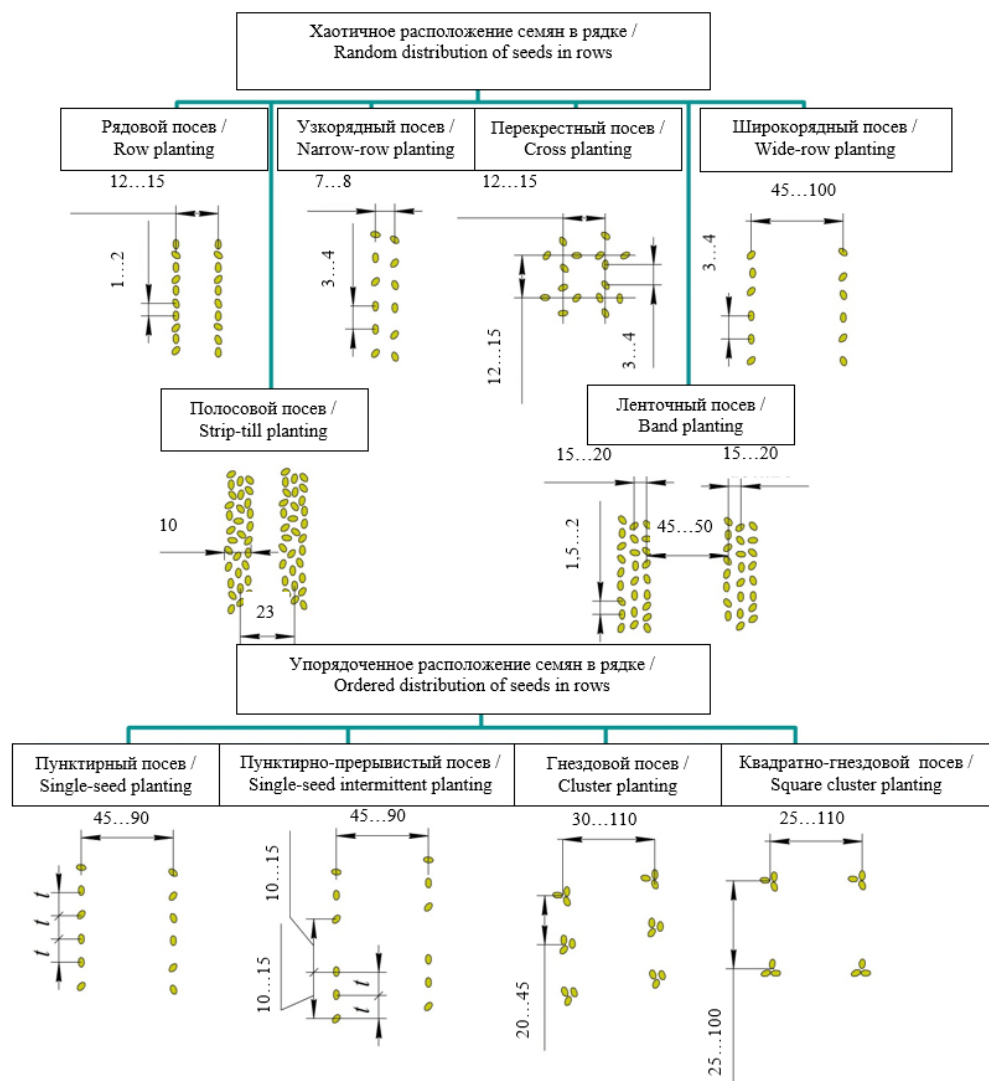 Хаотичное расположение семян в рядке /
Random distribution of seeds in rows
Рядовой посев /
Row planting
Узкорядный посев /
Narrow-row planting
Перекрестный посев /
Cross planting
Широкорядный посев /
Wide-row planting
12...15
7...8
12...15
45...100
1...2
3...4
12...15
3...4
3...4
Полосовой посев /
Strip-till planting
Ленточный посев /
Band planting
10
23
15...20
15...20
45...50
1,5...2
Упорядоченное расположение семян в рядке /
Ordered distribution of seeds in rows
Пунктирный посев /
Single-seed planting
Пунктирно-прерывистый посев /
Single-seed intermittent planting
Гнездовой посев /
Cluster planting
Квадратно-гнездовой посев /
Square cluster planting
45...90
45...90
30...110
25...110
t
t
t
10...15
10...15
t
t
20...45
25...100